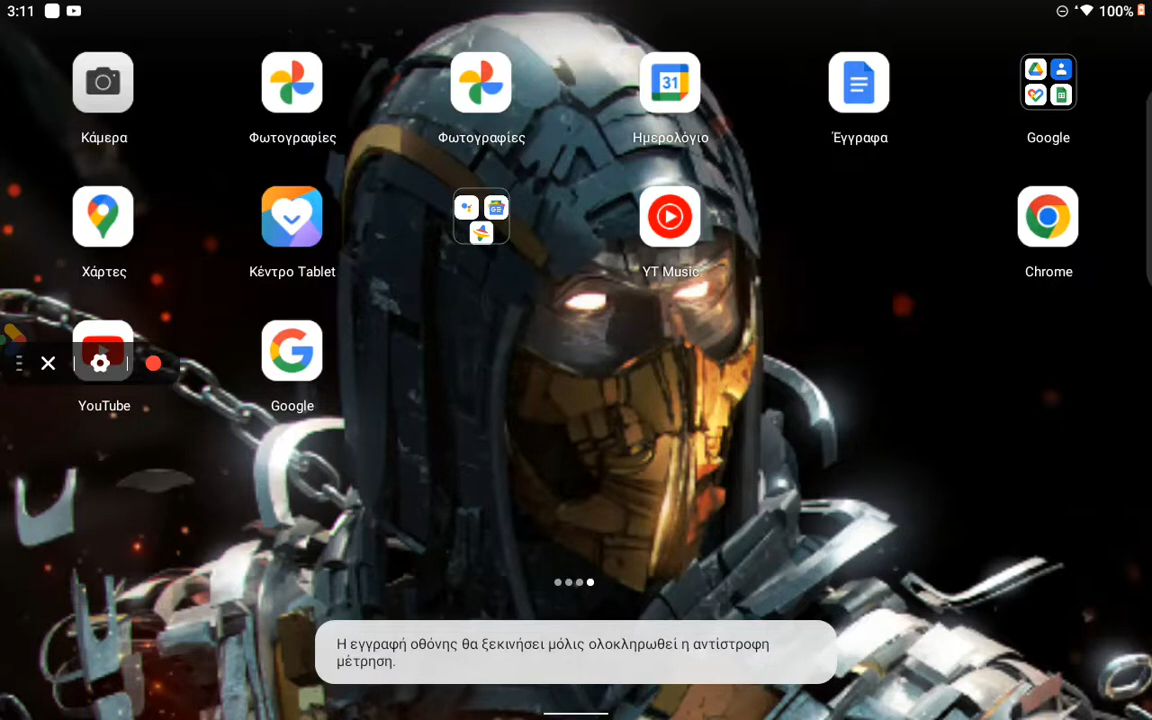 3:11
100%
Κάμερα
Φωτογραφίες
Φωτογραφίες
31
Ημερολόγιο
Έγγραφα
Google
Χάρτες
Κέντρο Tablet
YT Music
Chrome
YouTube
Google
Η εγγραφή οθόνης θα ξεκινήσει μόλις ολοκληρωθεί η αντίστροφη
μέτρηση.